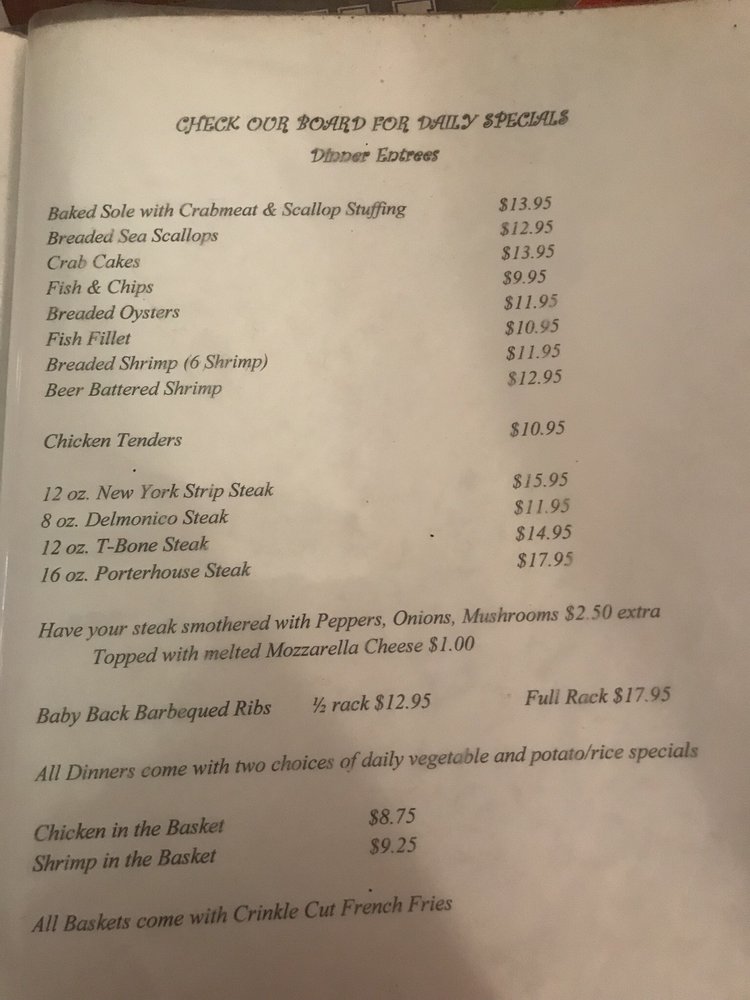 CHECK OUR BOARD FOR DAILY SPECIALS
Dinner Entrees
Baked Sole with Crabmeat & Scallop Stuffing $13.95
Breaded Sea Scallops $12.95
Crab Cakes $13.95
Fish & Chips $9.95
Breaded Oysters $11.95
Fish Fillet $10.95
Breaded Shrimp (6 Shrimp) $11.95
Beer Battered Shrimp $12.95
Chicken Tenders $10.95
12 oz. New York Strip Steak $15.95
8 oz. Delmonico Steak $11.95
12 oz. T-Bone Steak $14.95
16 oz. Porterhouse Steak $17.95
Have your steak smothered with Peppers, Onions, Mushrooms $2.50 extra
Topped with melted Mozzarella Cheese $1.00
Baby Back Barbequed Ribs ½ rack $12.95 Full Rack $17.95
All Dinners come with two choices of daily vegetable and potato/rice specials
Chicken in the Basket $8.75
Shrimp in the Basket $9.25
All Baskets come with Crinkle Cut French Fries